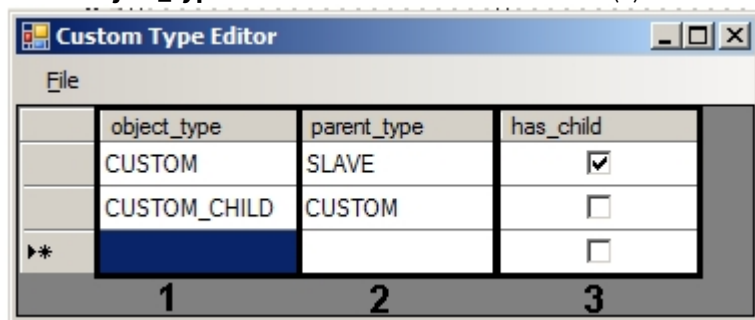 Custom Type Editor
File
object_type parent_type has_child
CUSTOM SLAVE
CUSTOM_CHILD CUSTOM
1 2 3